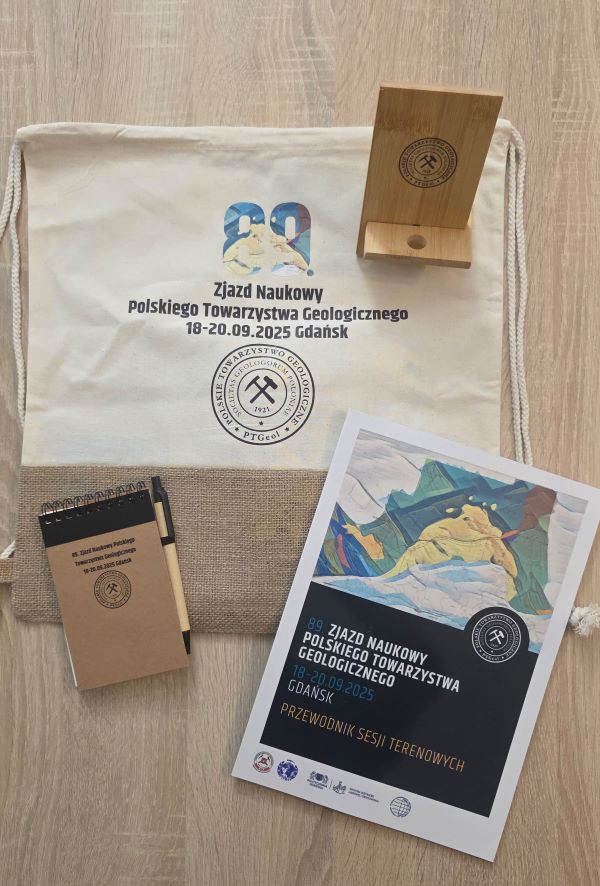 89.
Zjazd Naukowy
Polskiego Towarzystwa Geologicznego
18-20.09.2025 Gdańsk
POLSKIE TOWARZYSTWO GEOLOGICZNE
SOCIETAS GEOLOGORUM POLONIAE
1921
PTGeol
89. Zjazd Naukowy Polskiego
Towarzystwa Geologicznego
18-20.09.2025 Gdańsk
89 ZJAZD NAUKOWY
POLSKIEGO TOWARZYSTWA
GEOLOGICZNEGO
18-20.09.2025
GDAŃSK
PRZEWODNIK SESJI TERENOWYCH